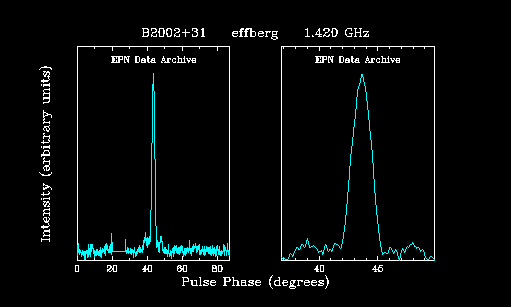 B2002+31 effberg 1.420 GHz
EPN Data Archive EPN Data Archive
Intensity (arbitrary units)
0 20 40 60 80 40 45
Pulse Phase (degrees)